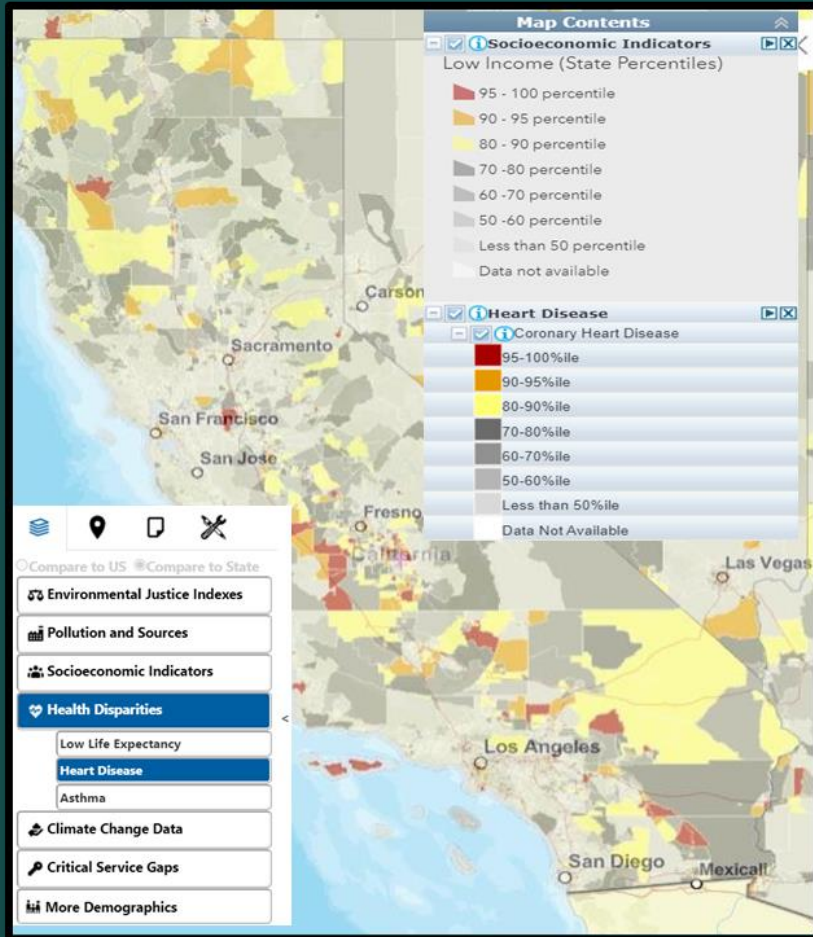 Map Contents
Socioeconomic Indicators
Low Income (State Percentiles)
95 - 100 percentile
90 - 95 percentile
80 - 90 percentile
70 -80 percentile
60 -70 percentile
50 -60 percentile
Less than 50 percentile
Data not available
Heart Disease
Coronary Heart Disease
95-100%ile
90-95%ile
80-90%ile
70-80%ile
60-70%ile
50-60%ile
Less than 50%ile
Data Not Available
Carson
Sacramento
San Francisco
San Jose
Fresno
California
Las Vegas
Los Angeles
San Diego
Mexicali
Compare to US Compare to State
Environmental Justice Indexes
Pollution and Sources
Socioeconomic Indicators
Health Disparities
<
Low Life Expectancy
Heart Disease
Asthma
Climate Change Data
Critical Service Gaps
More Demographics